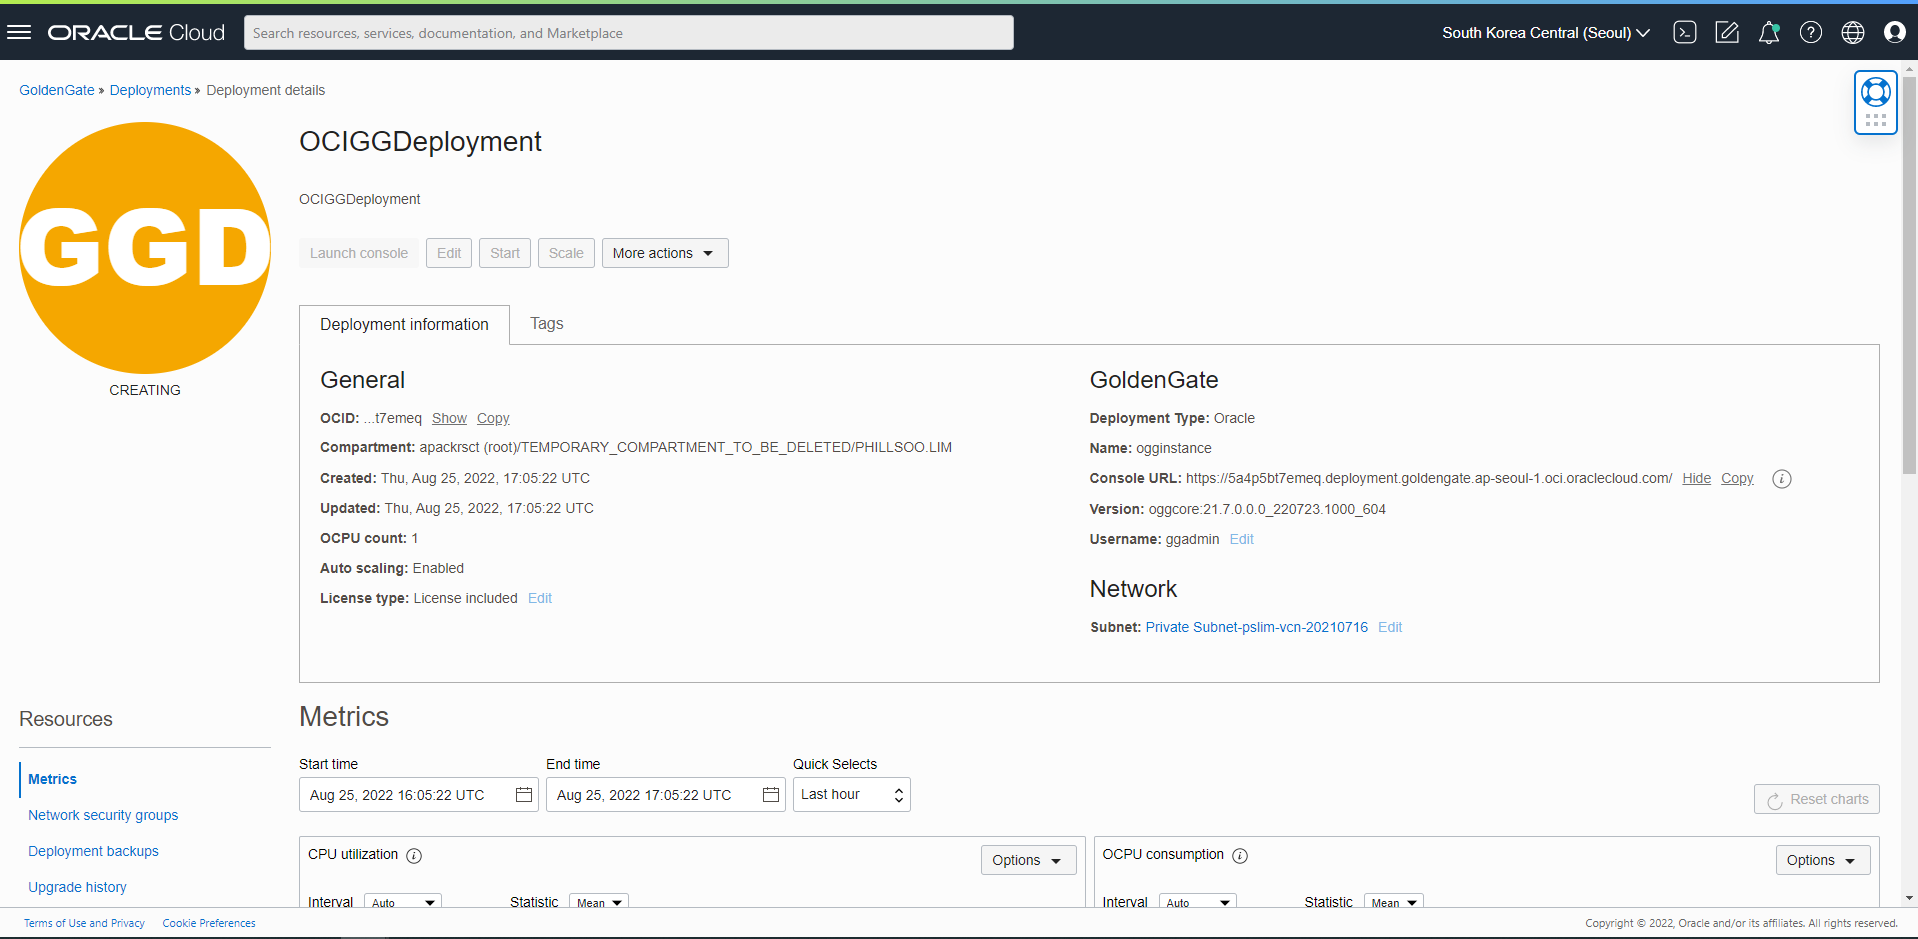 ORACLE Cloud
Search resources, services, documentation, and Marketplace
South Korea Central (Seoul)
GoldenGate » Deployments » Deployment details
GGD
CREATING
OCIGGDeployment
OCIGGDeployment
Launch console Edit Start Scale More actions
Deployment information Tags
General
OCID: ...t7emeq Show Copy
Compartment: apackrsct (root)/TEMPORARY_COMPARTMENT_TO_BE_DELETED/PHILLSOO.LIM
Created: Thu, Aug 25, 2022, 17:05:22 UTC
Updated: Thu, Aug 25, 2022, 17:05:22 UTC
OCPU count: 1
Auto scaling: Enabled
License type: License included Edit
GoldenGate
Deployment Type: Oracle
Name: ogginstance
Console URL: https://5a4p5bt7emeq.deployment.goldengate.ap-seoul-1.oci.oraclecloud.com/ Hide Copy
Version: oggcore:21.7.0.0.0_220723.1000_604
Username: ggadmin Edit
Network
Subnet: Private Subnet-pslim-vcn-20210716 Edit
Resources
Metrics
Network security groups
Deployment backups
Upgrade history
Metrics
Start time End time Quick Selects
Aug 25, 2022 16:05:22 UTC Aug 25, 2022 17:05:22 UTC Last hour
Reset charts
CPU utilization Options
Interval Auto Statistic Mean
OCPU consumption Options
Interval Auto Statistic Mean
Terms of Use and Privacy Cookie Preferences
Copyright © 2022, Oracle and/or its affiliates. All rights reserved.